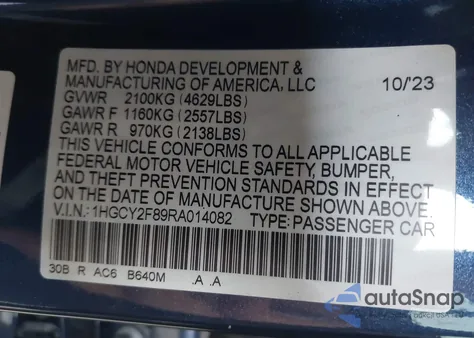 MFD. BY HONDA DEVELOPMENT &
MANUFACTURING OF AMERICA, LLC 10/'23
GVWR 2100KG (4629LBS)
GAWR F 1160KG (2557LBS)
GAWR R 970KG (2138LBS)
THIS VEHICLE CONFORMS TO ALL APPLICABLE
FEDERAL MOTOR VEHICLE SAFETY, BUMPER,
AND THEFT PREVENTION STANDARDS IN EFFECT
ON THE DATE OF MANUFACTURE SHOWN ABOVE.
V.I.N.: 1HGCY2F89RA014082 TYPE: PASSENGER CAR
30B R AC6 B640M .A .A
autoSnap